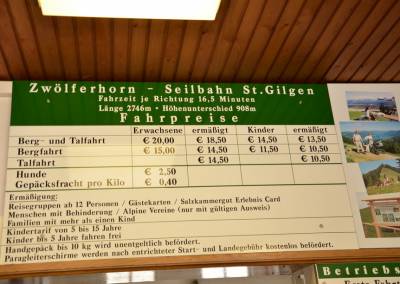 Zwölferhorn - Seilbahn St.Gilgen
Fahrzeit je Richtung 16,5 Minuten
Länge 2746m · Höhenunterschied 908m
Fahrpreise
Erwachsene ermäßigt Kinder ermäßigt
Berg- und Talfahrt € 20,00 € 18,50 € 14,50 € 13,50
Bergfahrt € 15,00 € 14,50 € 11,50 € 10,50
Talfahrt € 14,50 € 10,50
Hunde € 2,50
Gepäcksfracht pro Kilo € 0,40
Ermäßigung:
Reisegruppen ab 12 Personen / Gästekarten / Salzkammergut Erlebnis Card
Menschen mit Behinderung / Alpine Vereine (nur mit gültigen Ausweis)
Familien mit mehr als einen Kind
Kindertarif von 5 bis 15 Jahre
Kinder bis 5 Jahre fahren frei
Handgepäck bis 10 kg wird unentgeltlich befördert.
Paragleiterschirme werden nach entrichteter Start- und Landegebühr kostenlos befördert.
Betriebs